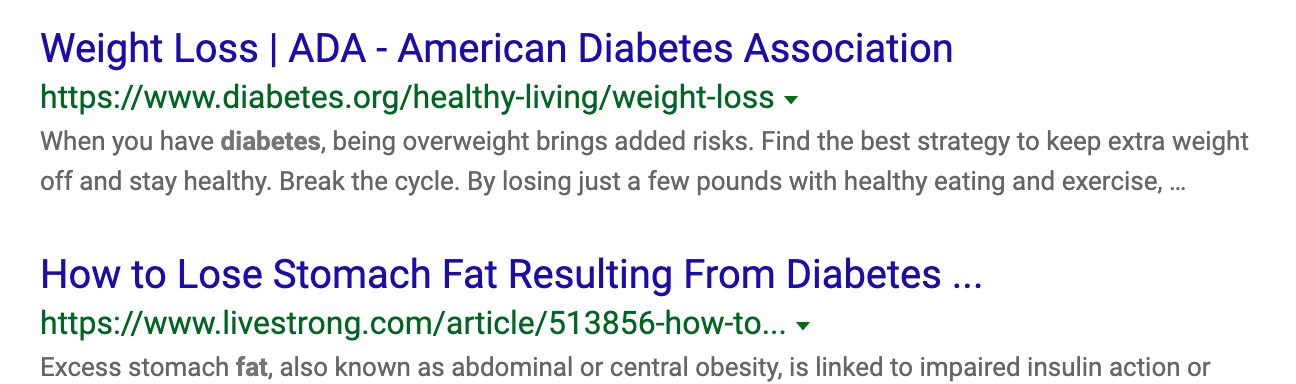 Weight Loss | ADA - American Diabetes Association
https://www.diabetes.org/healthy-living/weight-loss
When you have diabetes, being overweight brings added risks. Find the best strategy to keep extra weight
off and stay healthy. Break the cycle. By losing just a few pounds with healthy eating and exercise, ...
How to Lose Stomach Fat Resulting From Diabetes ...
https://www.livestrong.com/article/513856-how-to...
Excess stomach fat, also known as abdominal or central obesity, is linked to impaired insulin action or